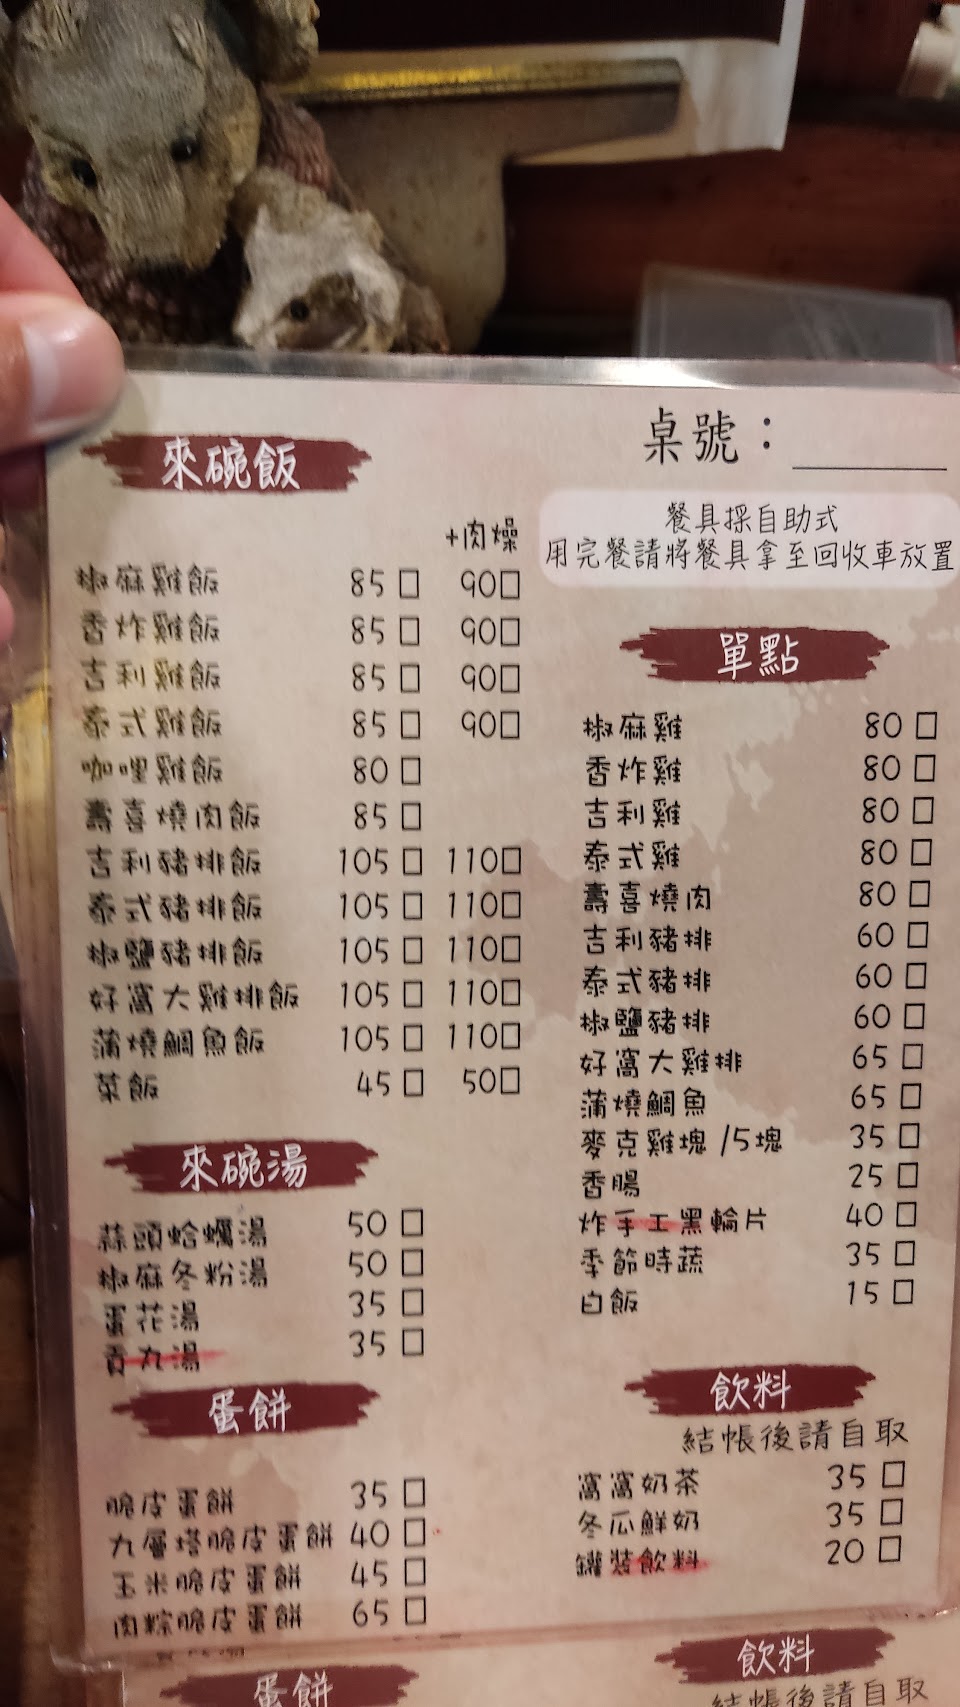 來碗飯
+肉燥
椒麻雞飯 85 □ 90□
香炸雞飯 85 □ 90□
吉利雞飯 85 □ 90□
泰式雞飯 85 □ 90□
咖哩雞飯 80 □
壽喜燒肉飯 85 □
吉利豬排飯 105 □ 110□
泰式豬排飯 105 □ 110□
椒鹽豬排飯 105 □ 110□
好窩大雞排飯 105 □ 110□
蒲燒鯛魚飯 105 □ 110□
菜飯 45 □ 50□
來碗湯
蒜頭蛤蠣湯 50 □
椒麻冬粉湯 50 □
蛋花湯 35 □
貢丸湯 35 □
蛋餅
脆皮蛋餅 35 □
九層塔脆皮蛋餅 40 □
玉米脆皮蛋餅 45 □
肉粽脆皮蛋餅 65 □
桌號：
餐具採自助式
用完餐請將餐具拿至回收車放置
單點
椒麻雞 80 □
香炸雞 80 □
吉利雞 80 □
泰式雞 80 □
壽喜燒肉 80 □
吉利豬排 60 □
泰式豬排 60 □
椒鹽豬排 60 □
好窩大雞排 65 □
蒲燒鯛魚 65 □
麥克雞塊 /5塊 35 □
香腸 25 □
炸手工黑輪片 40 □
季節時蔬 35 □
白飯 15 □
飲料
結帳後請自取
窩窩奶茶 35 □
冬瓜鮮奶 35 □
罐裝飲料 20 □
蛋餅
飲料
結帳後請自取